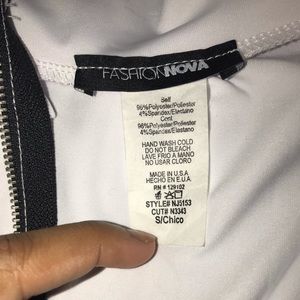 FASHION NOVA
Self
96%Polyester/Poliester
4%Spandex/Elastano
Cont
96%Polyester/Poliester
4%Spandex/Elastano
HAND WASH COLD
DO NOT BLEACH
LAVE FRIO A MANO
NO USAR CLORO
MADE IN U.S.A
HECHO EN E.U.A.
RN # 129102
STYLE# NJ5153
CUT# N3343
S/Chico